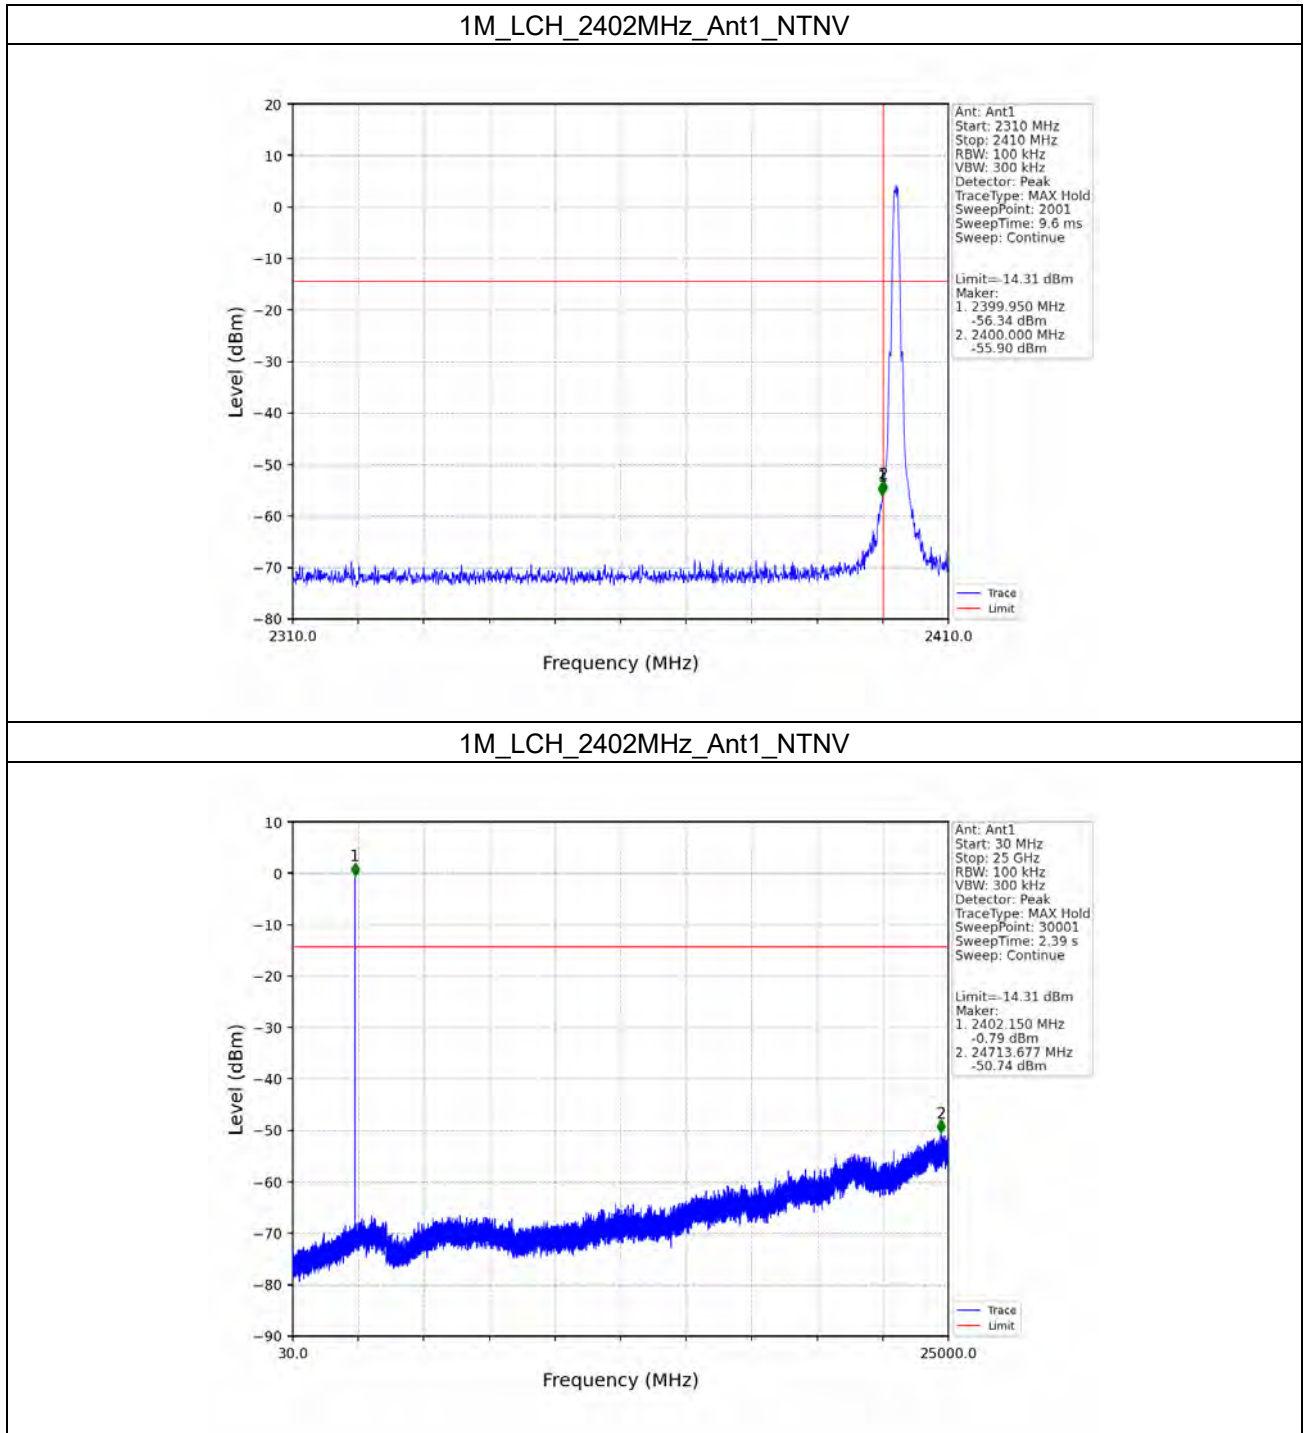 1M_LCH_2402MHz_Ant1_NTNV
20
10
0
−10
−20
−30
−40
−50
−60
−70
−80
Level (dBm)
2310.0
2410.0
Frequency (MHz)
2
Ant: Ant1
Start: 2310 MHz
Stop: 2410 MHz
RBW: 100 kHz
VBW: 300 kHz
Detector: Peak
TraceType: MAX Hold
SweepPoint: 2001
SweepTime: 9.6 ms
Sweep: Continue
Limit=-14.31 dBm
Maker:
1. 2399.950 MHz
-56.34 dBm
2. 2400.000 MHz
-55.90 dBm
Trace
Limit
1M_LCH_2402MHz_Ant1_NTNV
10
0
−10
−20
−30
−40
−50
−60
−70
−80
−90
Level (dBm)
30.0
25000.0
Frequency (MHz)
1
2
Ant: Ant1
Start: 30 MHz
Stop: 25 GHz
RBW: 100 kHz
VBW: 300 kHz
Detector: Peak
TraceType: MAX Hold
SweepPoint: 30001
SweepTime: 2.39 s
Sweep: Continue
Limit=-14.31 dBm
Maker:
1. 2402.150 MHz
-0.79 dBm
2. 24713.677 MHz
-50.74 dBm
Trace
Limit